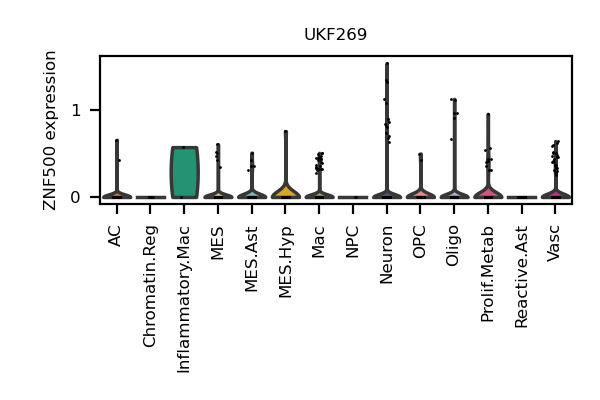 UKF269
ZNF500 expression
1
0
AC
Chromatin.Reg
Inflammatory.Mac
MES
MES.Ast
MES.Hyp
Mac
NPC
Neuron
OPC
Oligo
Prolif.Metab
Reactive.Ast
Vasc